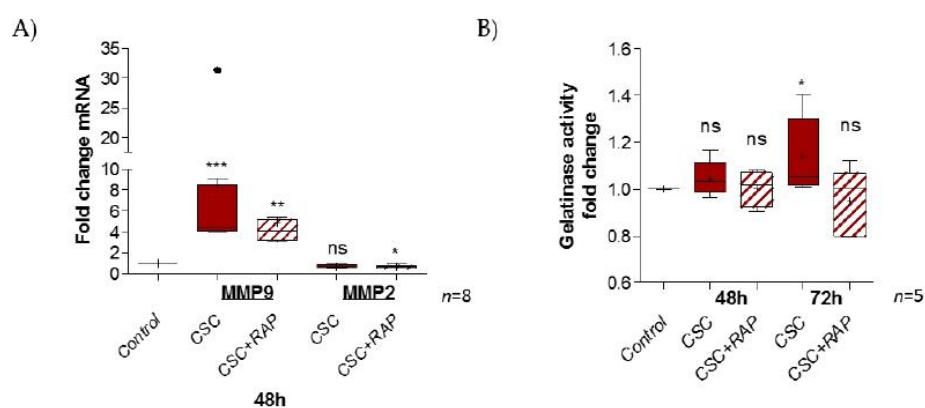 A)
Fold change mRNA
35
30
25
20
15
10
8
6
4
2
0
***
**
ns
*
MMP9
MMP2
n=8
Control
CSC
CSC+RAP
CSC
CSC+RAP
48h
B)
Gelatinase activity
fold change
1.6
1.4
1.2
1.0
0.8
0.6
ns
ns
*
ns
48h
72h
n=5
Control
CSC
CSC+RAP
CSC
CSC+RAP